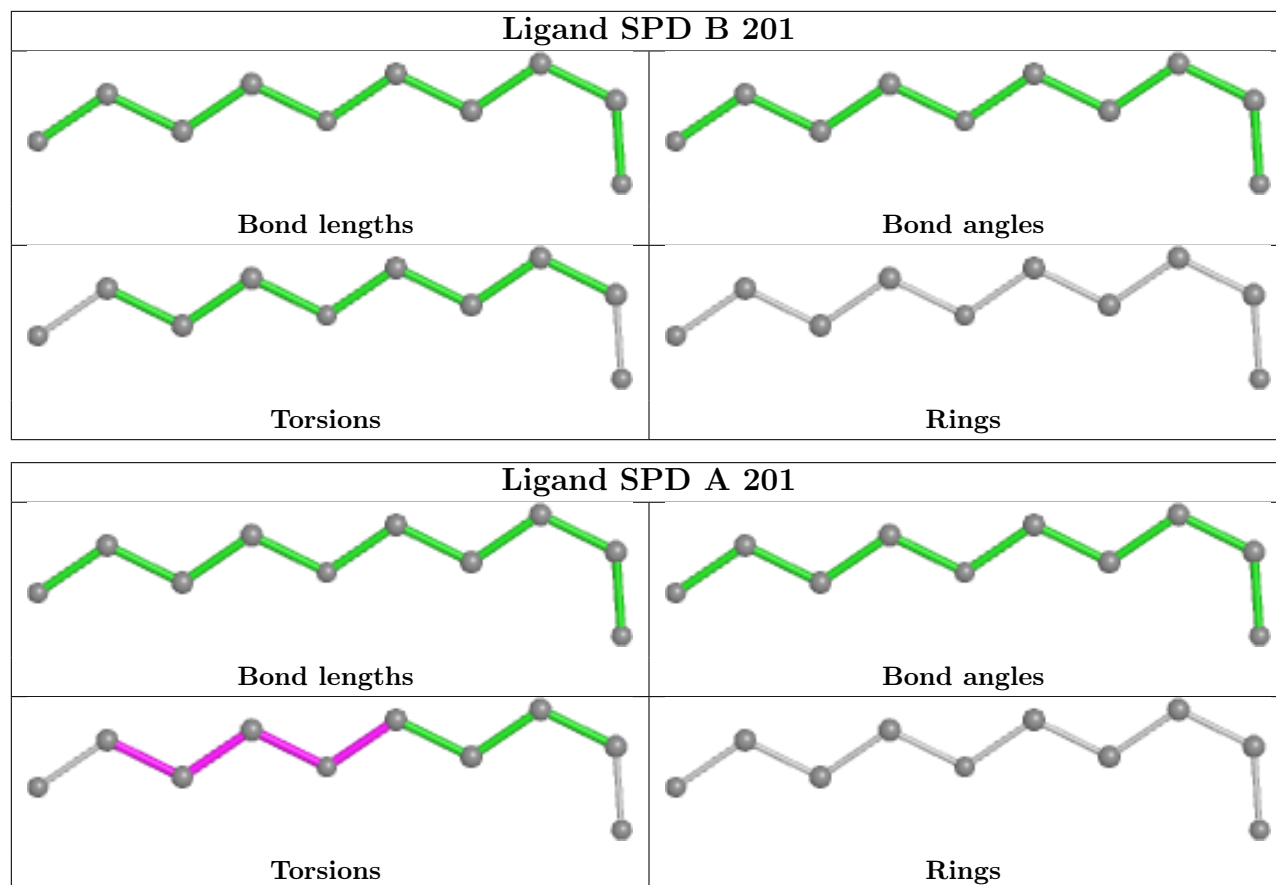 Ligand SPD B 201
Bond lengths
Bond angles
Torsions
Rings
Ligand SPD A 201
Bond lengths
Bond angles
Torsions
Rings